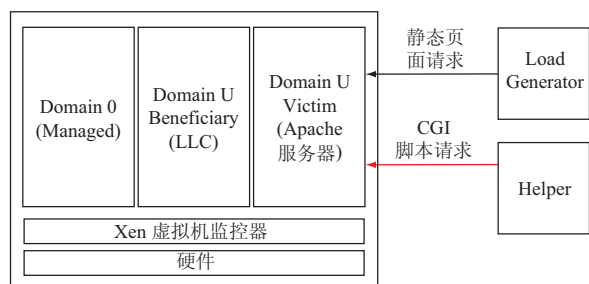 Domain 0
(Managed)
Domain U
Beneficiary
(LLC)
Domain U
Victim
(Apache
服务器)
静态页
面请求
Load
Generator
CGI
脚本请求
Helper
Xen 虚拟机监控器
硬件